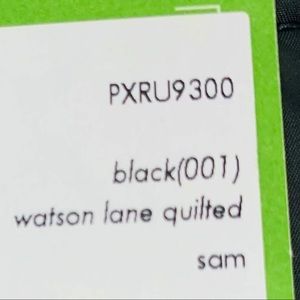 PXRU9300
black(001)
watson lane quilted
sam